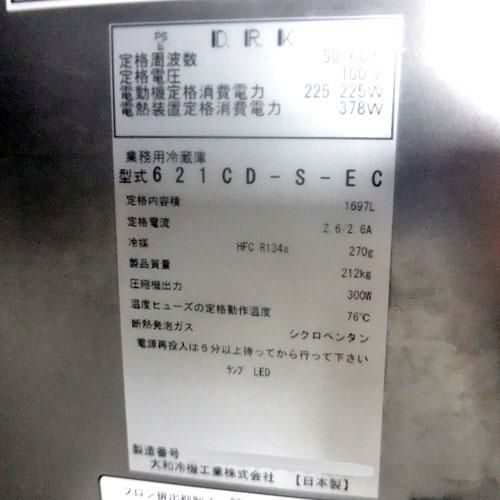 PS
E
D.R.K
定格周波数 50/60
定格電圧 100V
電動機定格消費電力 225 225W
電熱装置定格消費電力 378W
業務用冷蔵庫
型式 621CD-S-EC
定格内容積 1697L
定格電流 2.6/2.6A
冷媒 HFC R134a 270g
製品質量 212kg
圧縮機出力 300W
温度ヒューズの定格動作温度 76℃
断熱発泡ガス シクロペンタン
電源再投入は5分以上待ってから行って下さい
ランプ LED
製造番号
大和冷機工業株式会社 【日本製】